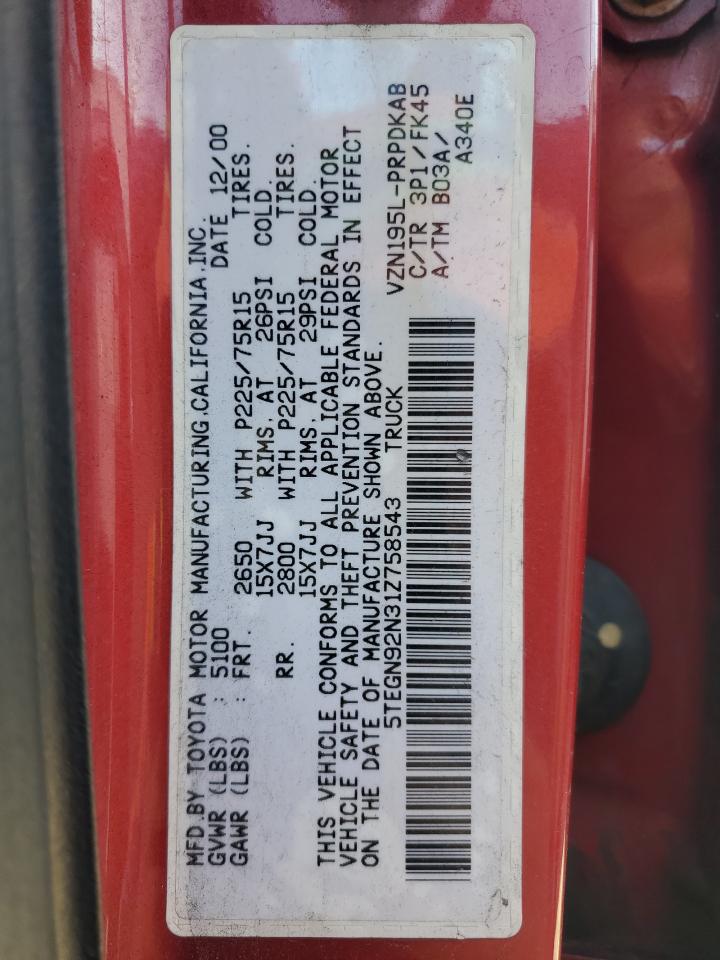 MFD.BY TOYOTA MOTOR MANUFACTURING,CALIFORNIA,INC.
GVWR (LBS) : 5100 DATE 12/00
GAWR (LBS) : FRT. 2650 WITH P225/75R15 TIRES.
15X7JJ RIMS, AT 26PSI COLD.
RR. 2800 WITH P225/75R15 TIRES.
15X7JJ RIMS, AT 29PSI COLD.
THIS VEHICLE CONFORMS TO ALL APPLICABLE FEDERAL MOTOR
VEHICLE SAFETY AND THEFT PREVENTION STANDARDS IN EFFECT
ON THE DATE OF MANUFACTURE SHOWN ABOVE.
5TEGN92N31Z758543 TRUCK
VZN195L-PRPDKAB
C/TR 3P1/FK45
A/TM B03A/
A340E